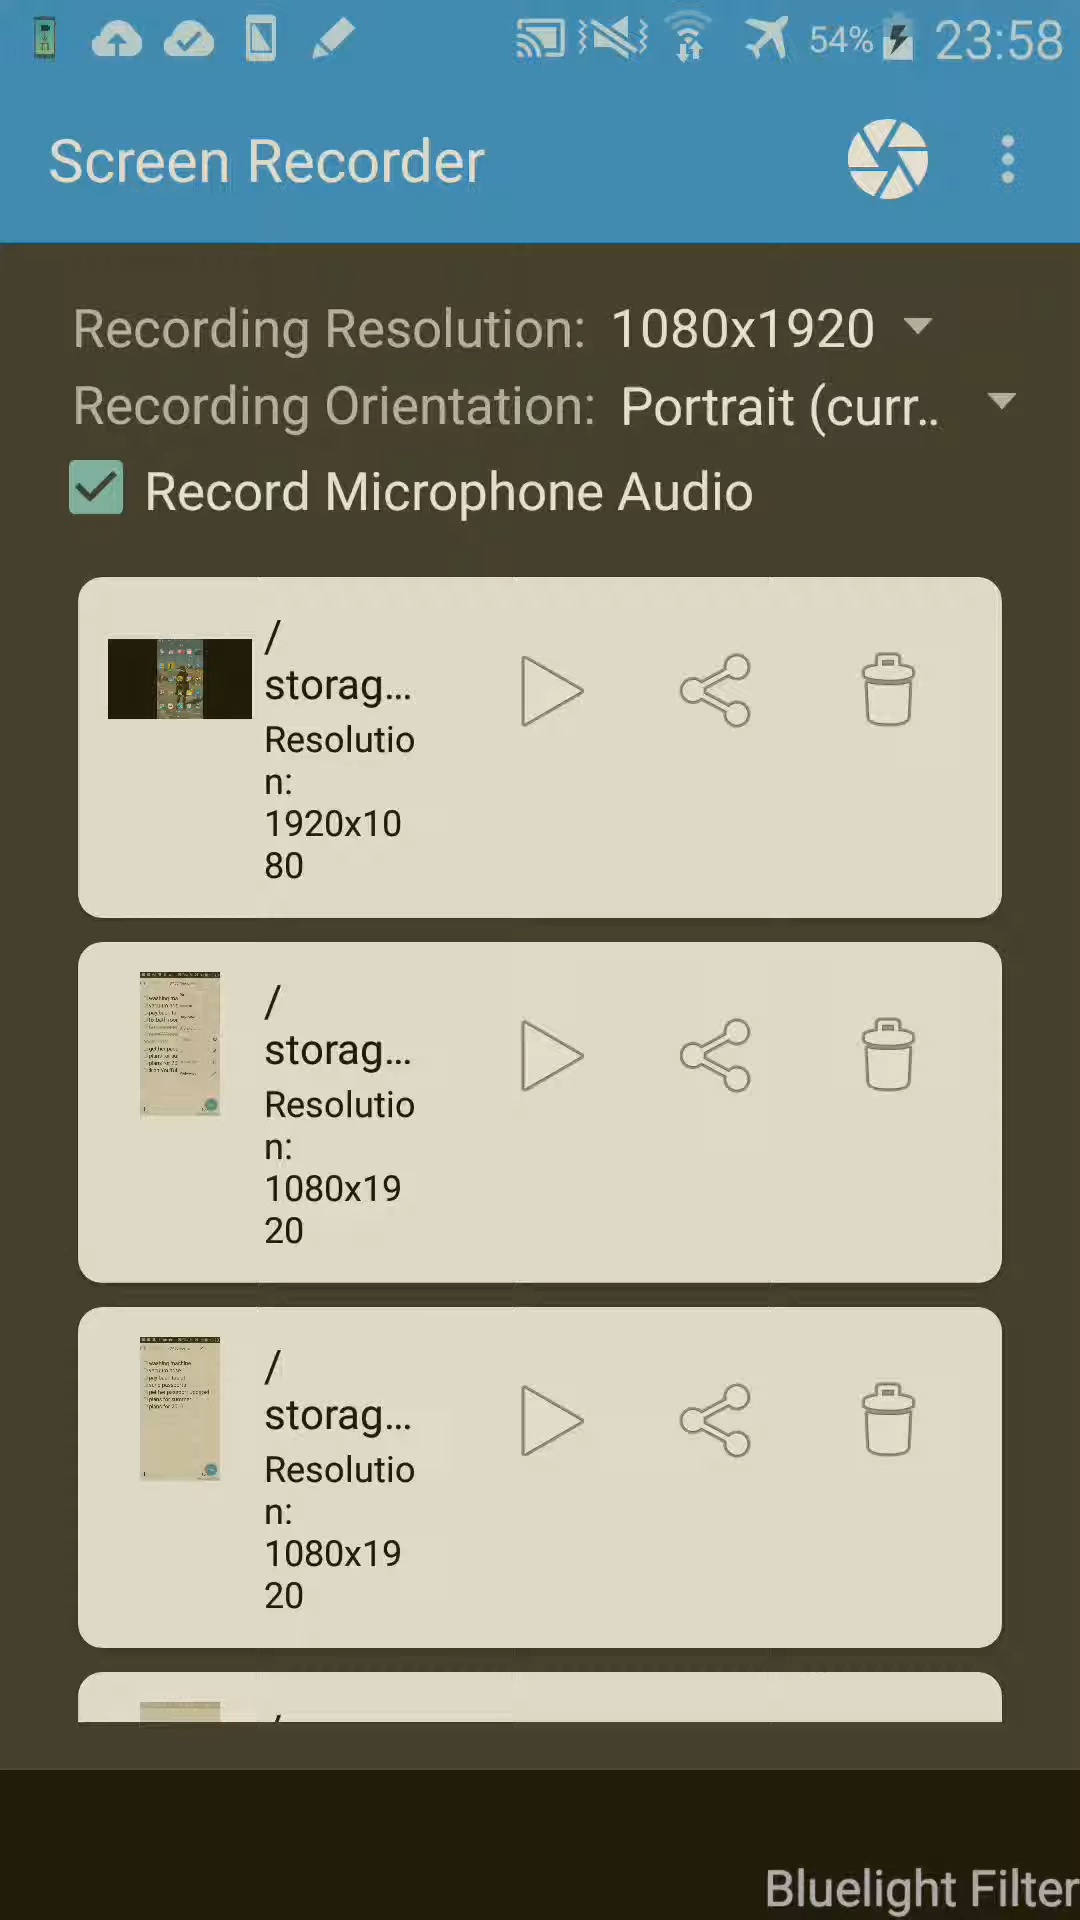 54% 23:58
Screen Recorder
Recording Resolution: 1080x1920
Recording Orientation: Portrait (curr..
Record Microphone Audio
/
storag...
Resolutio
n:
1920x10
80
/
storag...
Resolutio
n:
1080x19
20
/
storag...
Resolutio
n:
1080x19
20
Bluelight Filter